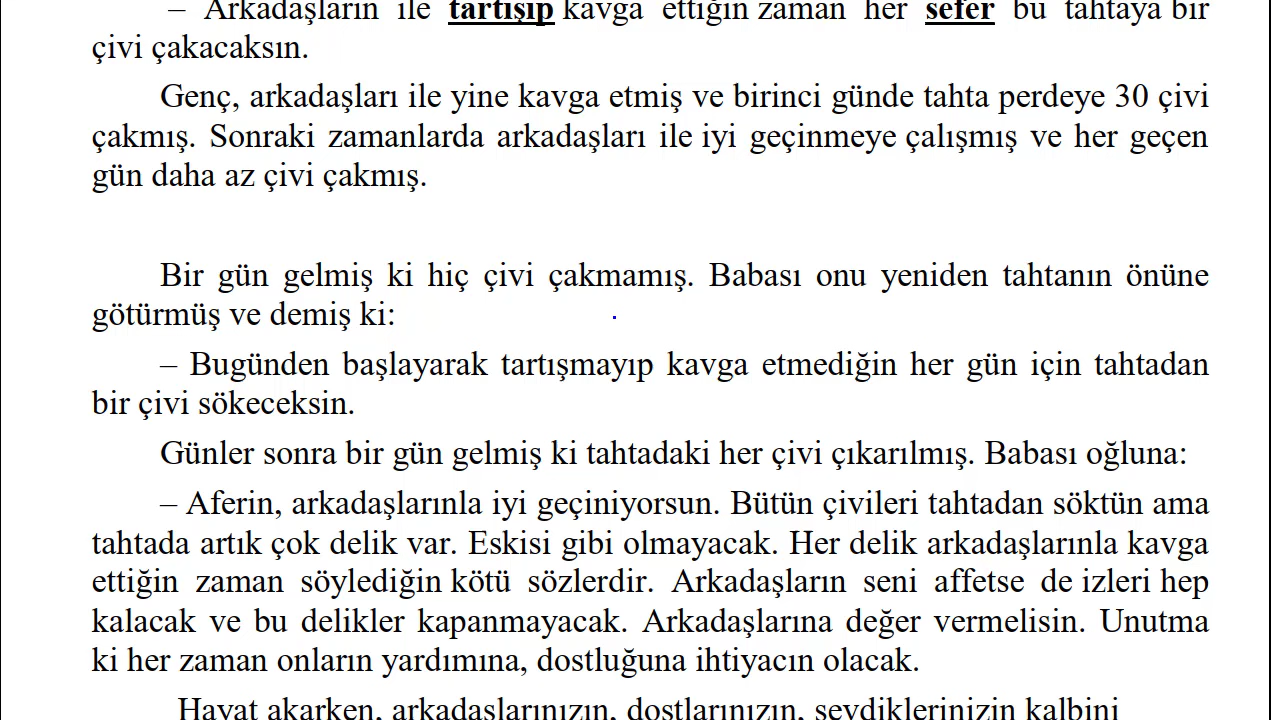 – Arkadaşların ile tartışıp kavga ettiğin zaman her sefer bu tahtaya bir
çivi çakacaksın.
Genç, arkadaşları ile yine kavga etmiş ve birinci günde tahta perdeye 30 çivi
çakmış. Sonraki zamanlarda arkadaşları ile iyi geçinmeye çalışmış ve her geçen
gün daha az çivi çakmış.
Bir gün gelmiş ki hiç çivi çakmamış. Babası onu yeniden tahtanın önüne
götürmüş ve demiş ki:
– Bugünden başlayarak tartışmayıp kavga etmediğin her gün için tahtadan
bir çivi sökeceksin.
Günler sonra bir gün gelmiş ki tahtadaki her çivi çıkarılmış. Babası oğluna:
– Aferin, arkadaşlarınla iyi geçiniyorsun. Bütün çivileri tahtadan söktün ama
tahtada artık çok delik var. Eskisi gibi olmayacak. Her delik arkadaşlarınla kavga
ettiğin zaman söylediğin kötü sözlerdir. Arkadaşların seni affetse de izleri hep
kalacak ve bu delikler kapanmayacak. Arkadaşlarına değer vermelisin. Unutma
ki her zaman onların yardımına, dostluğuna ihtiyacın olacak.
Hayat akarken, arkadaşlarınızın, dostlarınızın, sevdiklerinizin kalbini